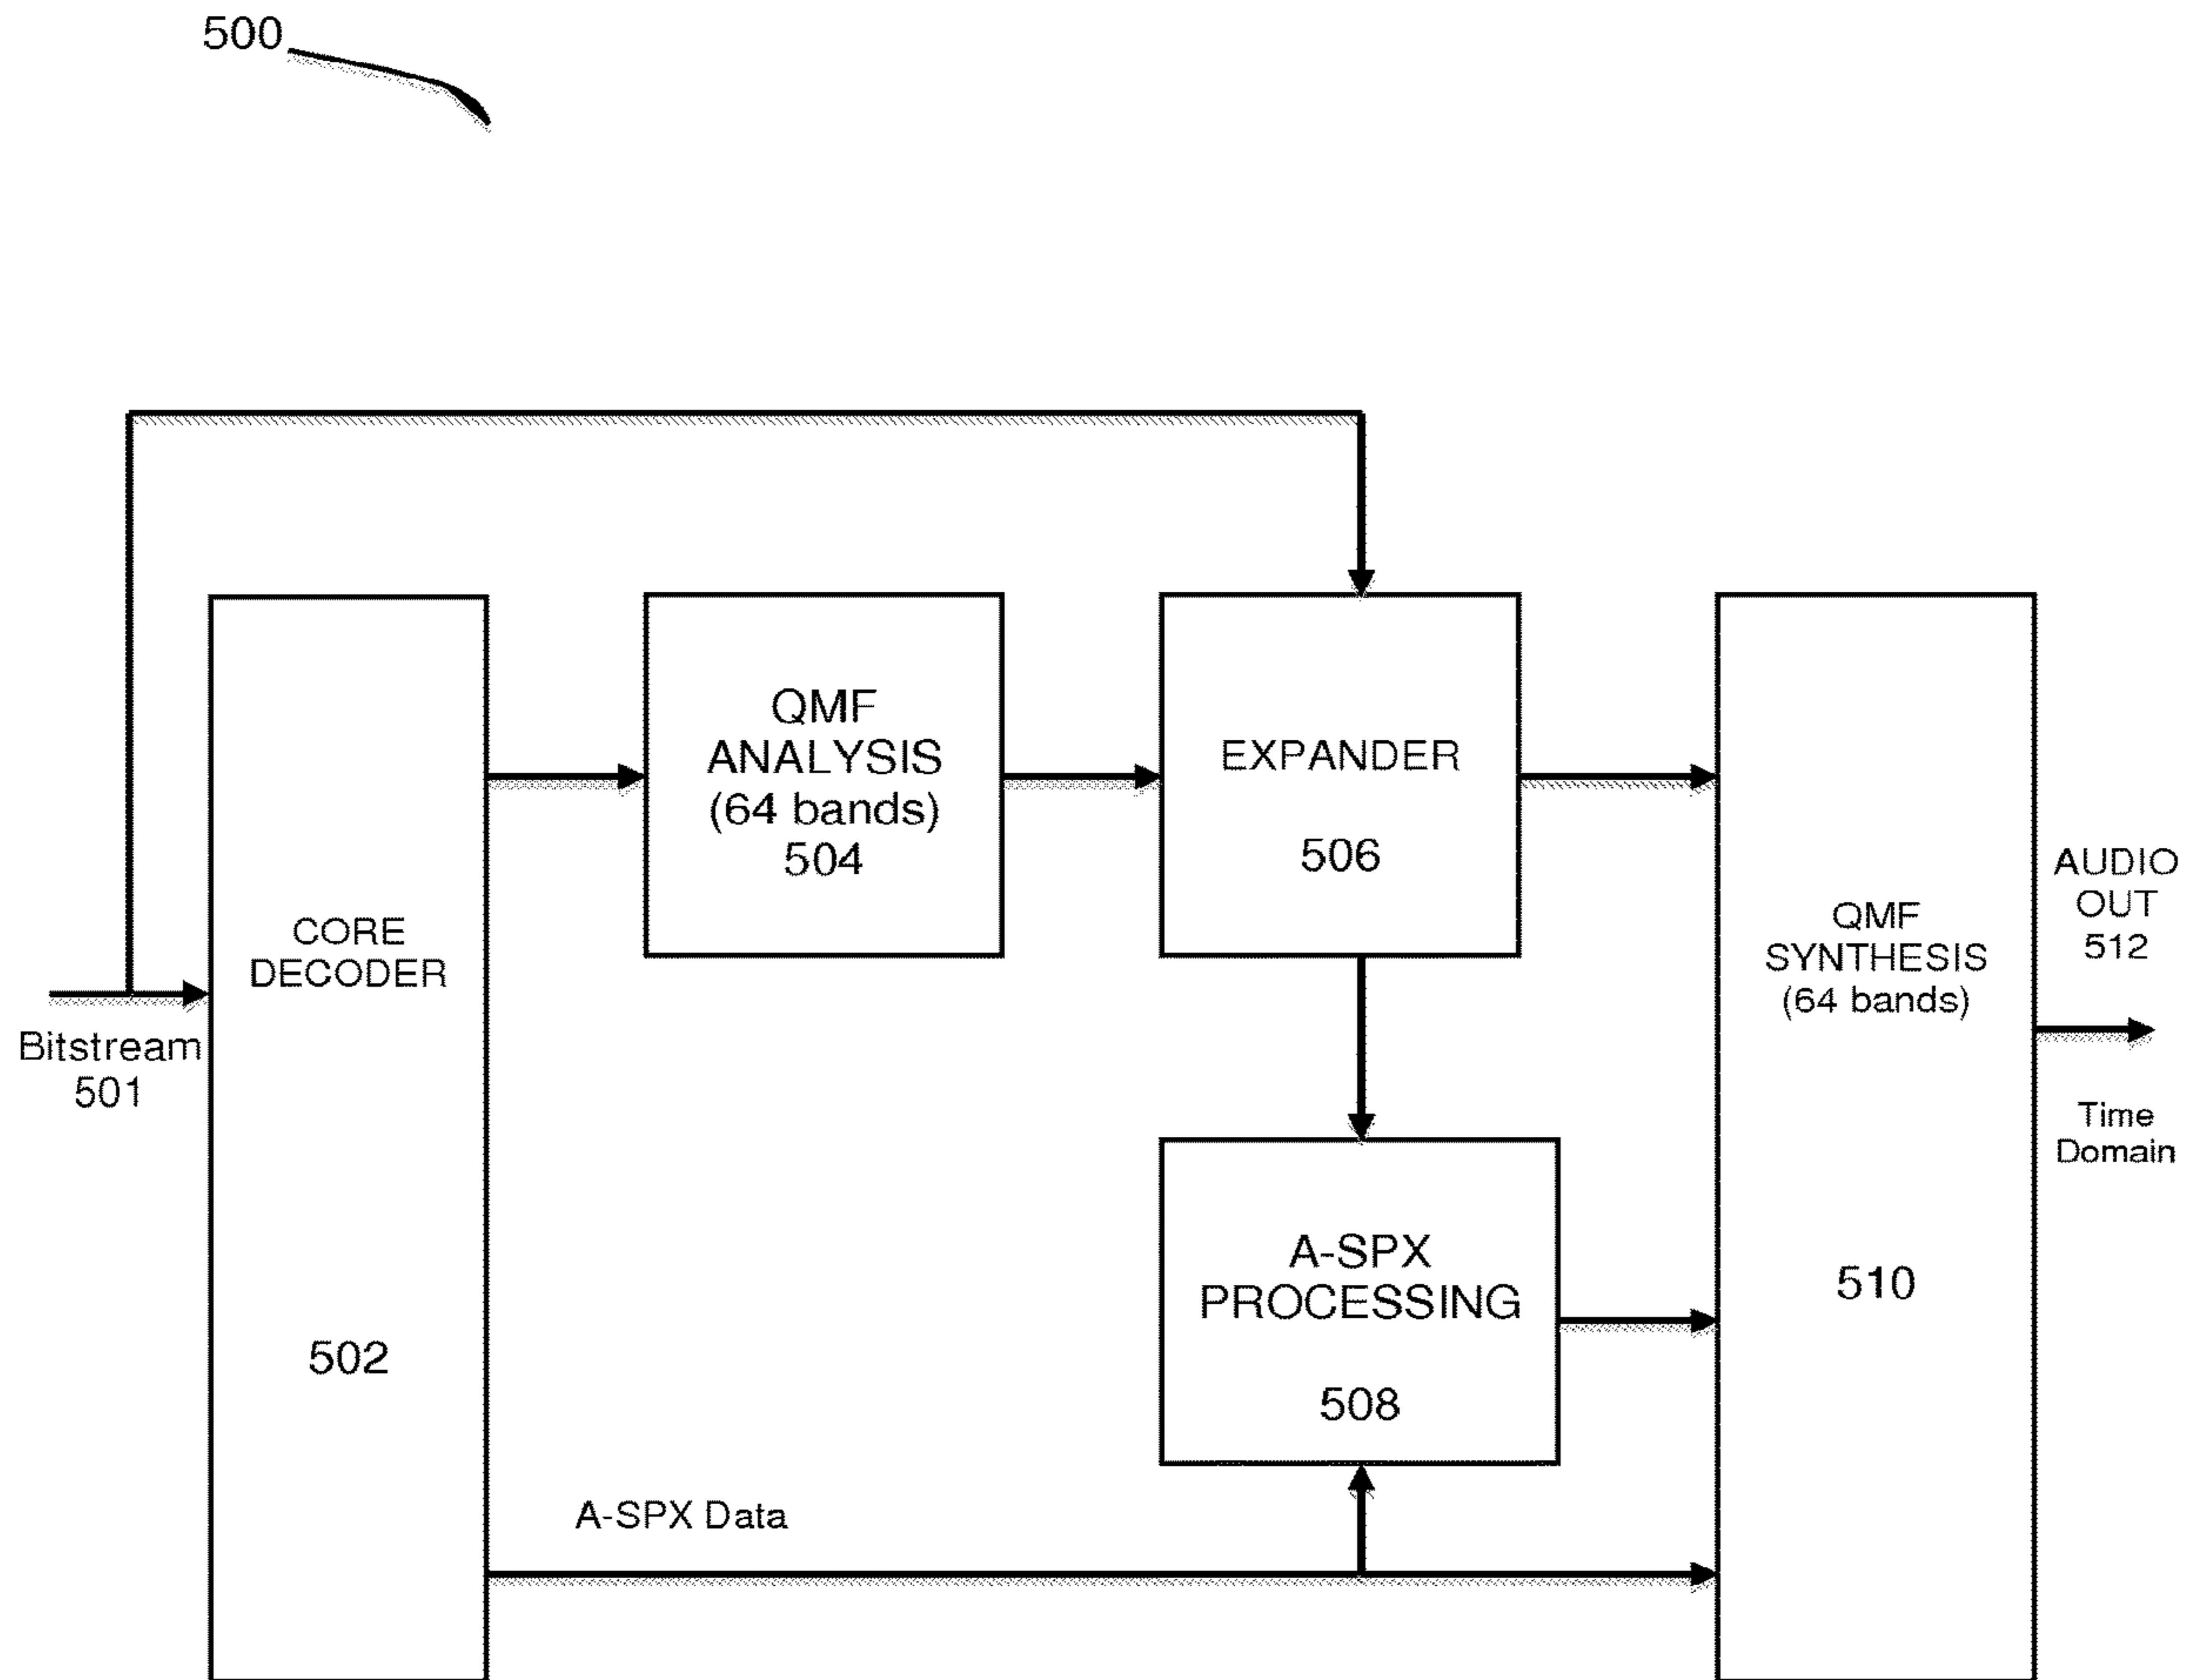 500
QMF
ANALYSIS
(64 bands)
504
EXPANDER
506
CORE
DECODER
502
Bitstream
501
QMF
SYNTHESIS
(64 bands)
510
AUDIO
OUT
512
Time
Domain
A-SPX
PROCESSING
508
A-SPX Data